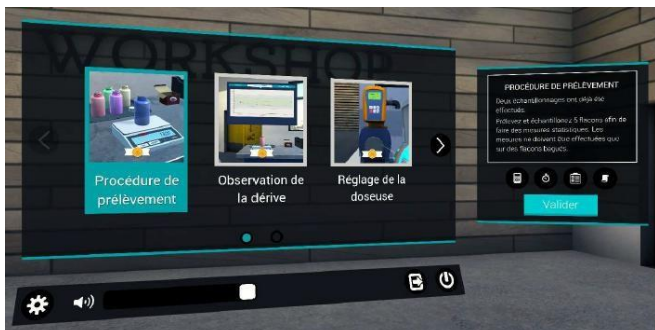 WORKSHOP
Procédure de
prélèvement
Observation de
la dérive
Réglage de la
doseuse
PROCÉDURE DE PRÉLÈVEMENT
Deux échantillonnages ont déjà été
effectués.
Prélevez et échantillonnez 5 flacons afin de
faire des mesures statistiques. Les
mesures ne doivent être effectuées que
sur des flacons bagués.
Valider